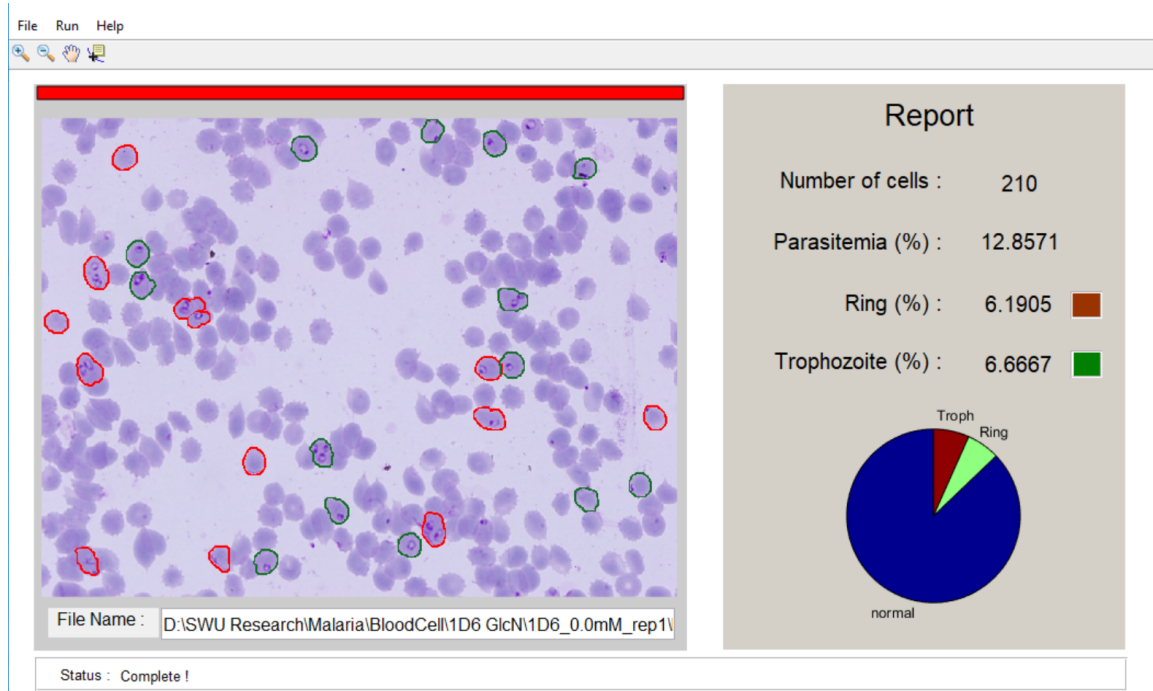 File Run Help
Report
Number of cells : 210
Parasitemia (%) : 12.8571
Ring (%) : 6.1905
Trophozoite (%) : 6.6667
Troph
Ring
normal
File Name : D:\SWU Research\Malaria\BloodCell\1D6 GlcN\1D6_0.0mM_rep1\
Status : Complete !